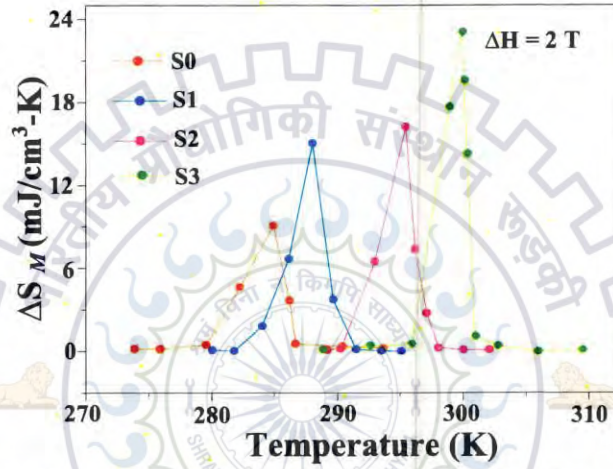 24
18
12
6
0
ΔS M (mJ/cm³-K)
S0
S1
S2
S3
ΔH = 2 T
270 280 290 300 310
Temperature (K)
भारतीय प्रौद्योगिकी संस्थान रूड़की